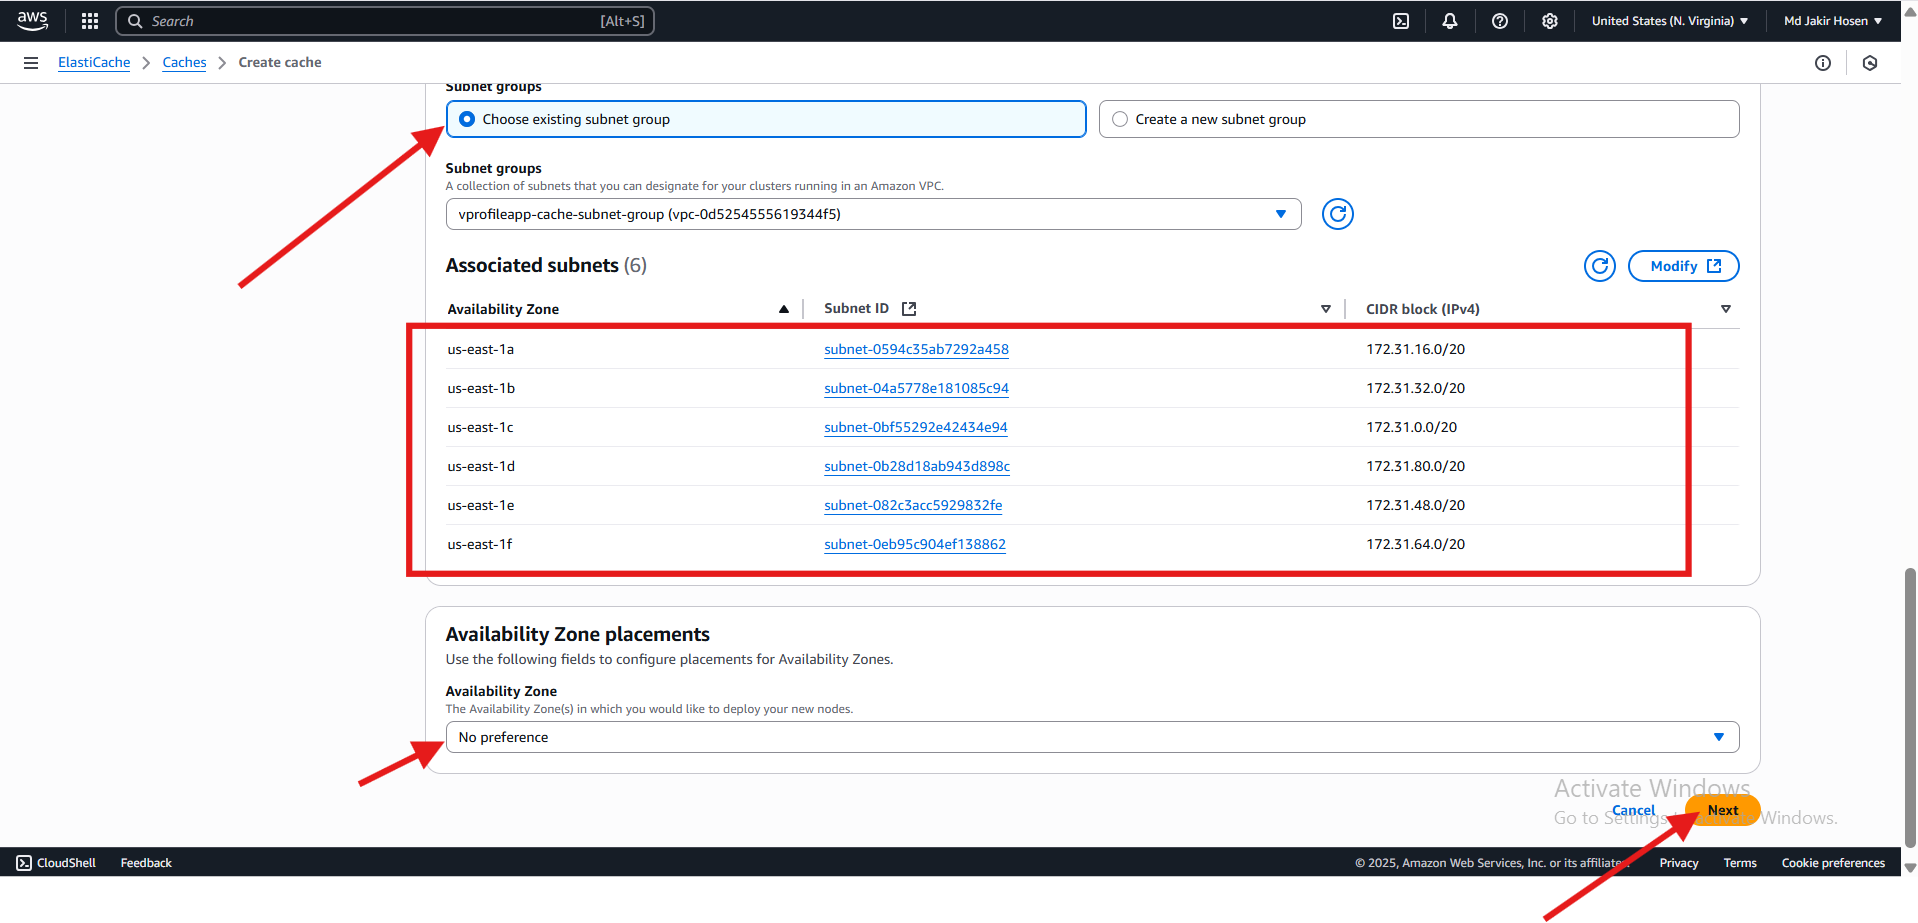 aws Search [Alt+S] United States (N. Virginia) Md Jakir Hosen
ElastiCache Caches Create cache
Subnet groups
Choose existing subnet group Create a new subnet group
Subnet groups
A collection of subnets that you can designate for your clusters running in an Amazon VPC.
vprofileapp-cache-subnet-group (vpc-0d5254555619344f5)
Associated subnets (6) Modify
Availability Zone Subnet ID CIDR block (IPv4)
us-east-1a subnet-0594c35ab7292a458 172.31.16.0/20
us-east-1b subnet-04a5778e181085c94 172.31.32.0/20
us-east-1c subnet-0bf55292e42434e94 172.31.0.0/20
us-east-1d subnet-0b28d18ab943d898c 172.31.80.0/20
us-east-1e subnet-082c3acc5929832fe 172.31.48.0/20
us-east-1f subnet-0eb95c904ef138862 172.31.64.0/20
Availability Zone placements
Use the following fields to configure placements for Availability Zones.
Availability Zone
The Availability Zone(s) in which you would like to deploy your new nodes.
No preference
Activate Windows
Cancel Next
Go to Settings Windows.
CloudShell Feedback © 2025, Amazon Web Services, Inc. or its affiliates. Privacy Terms Cookie preferences